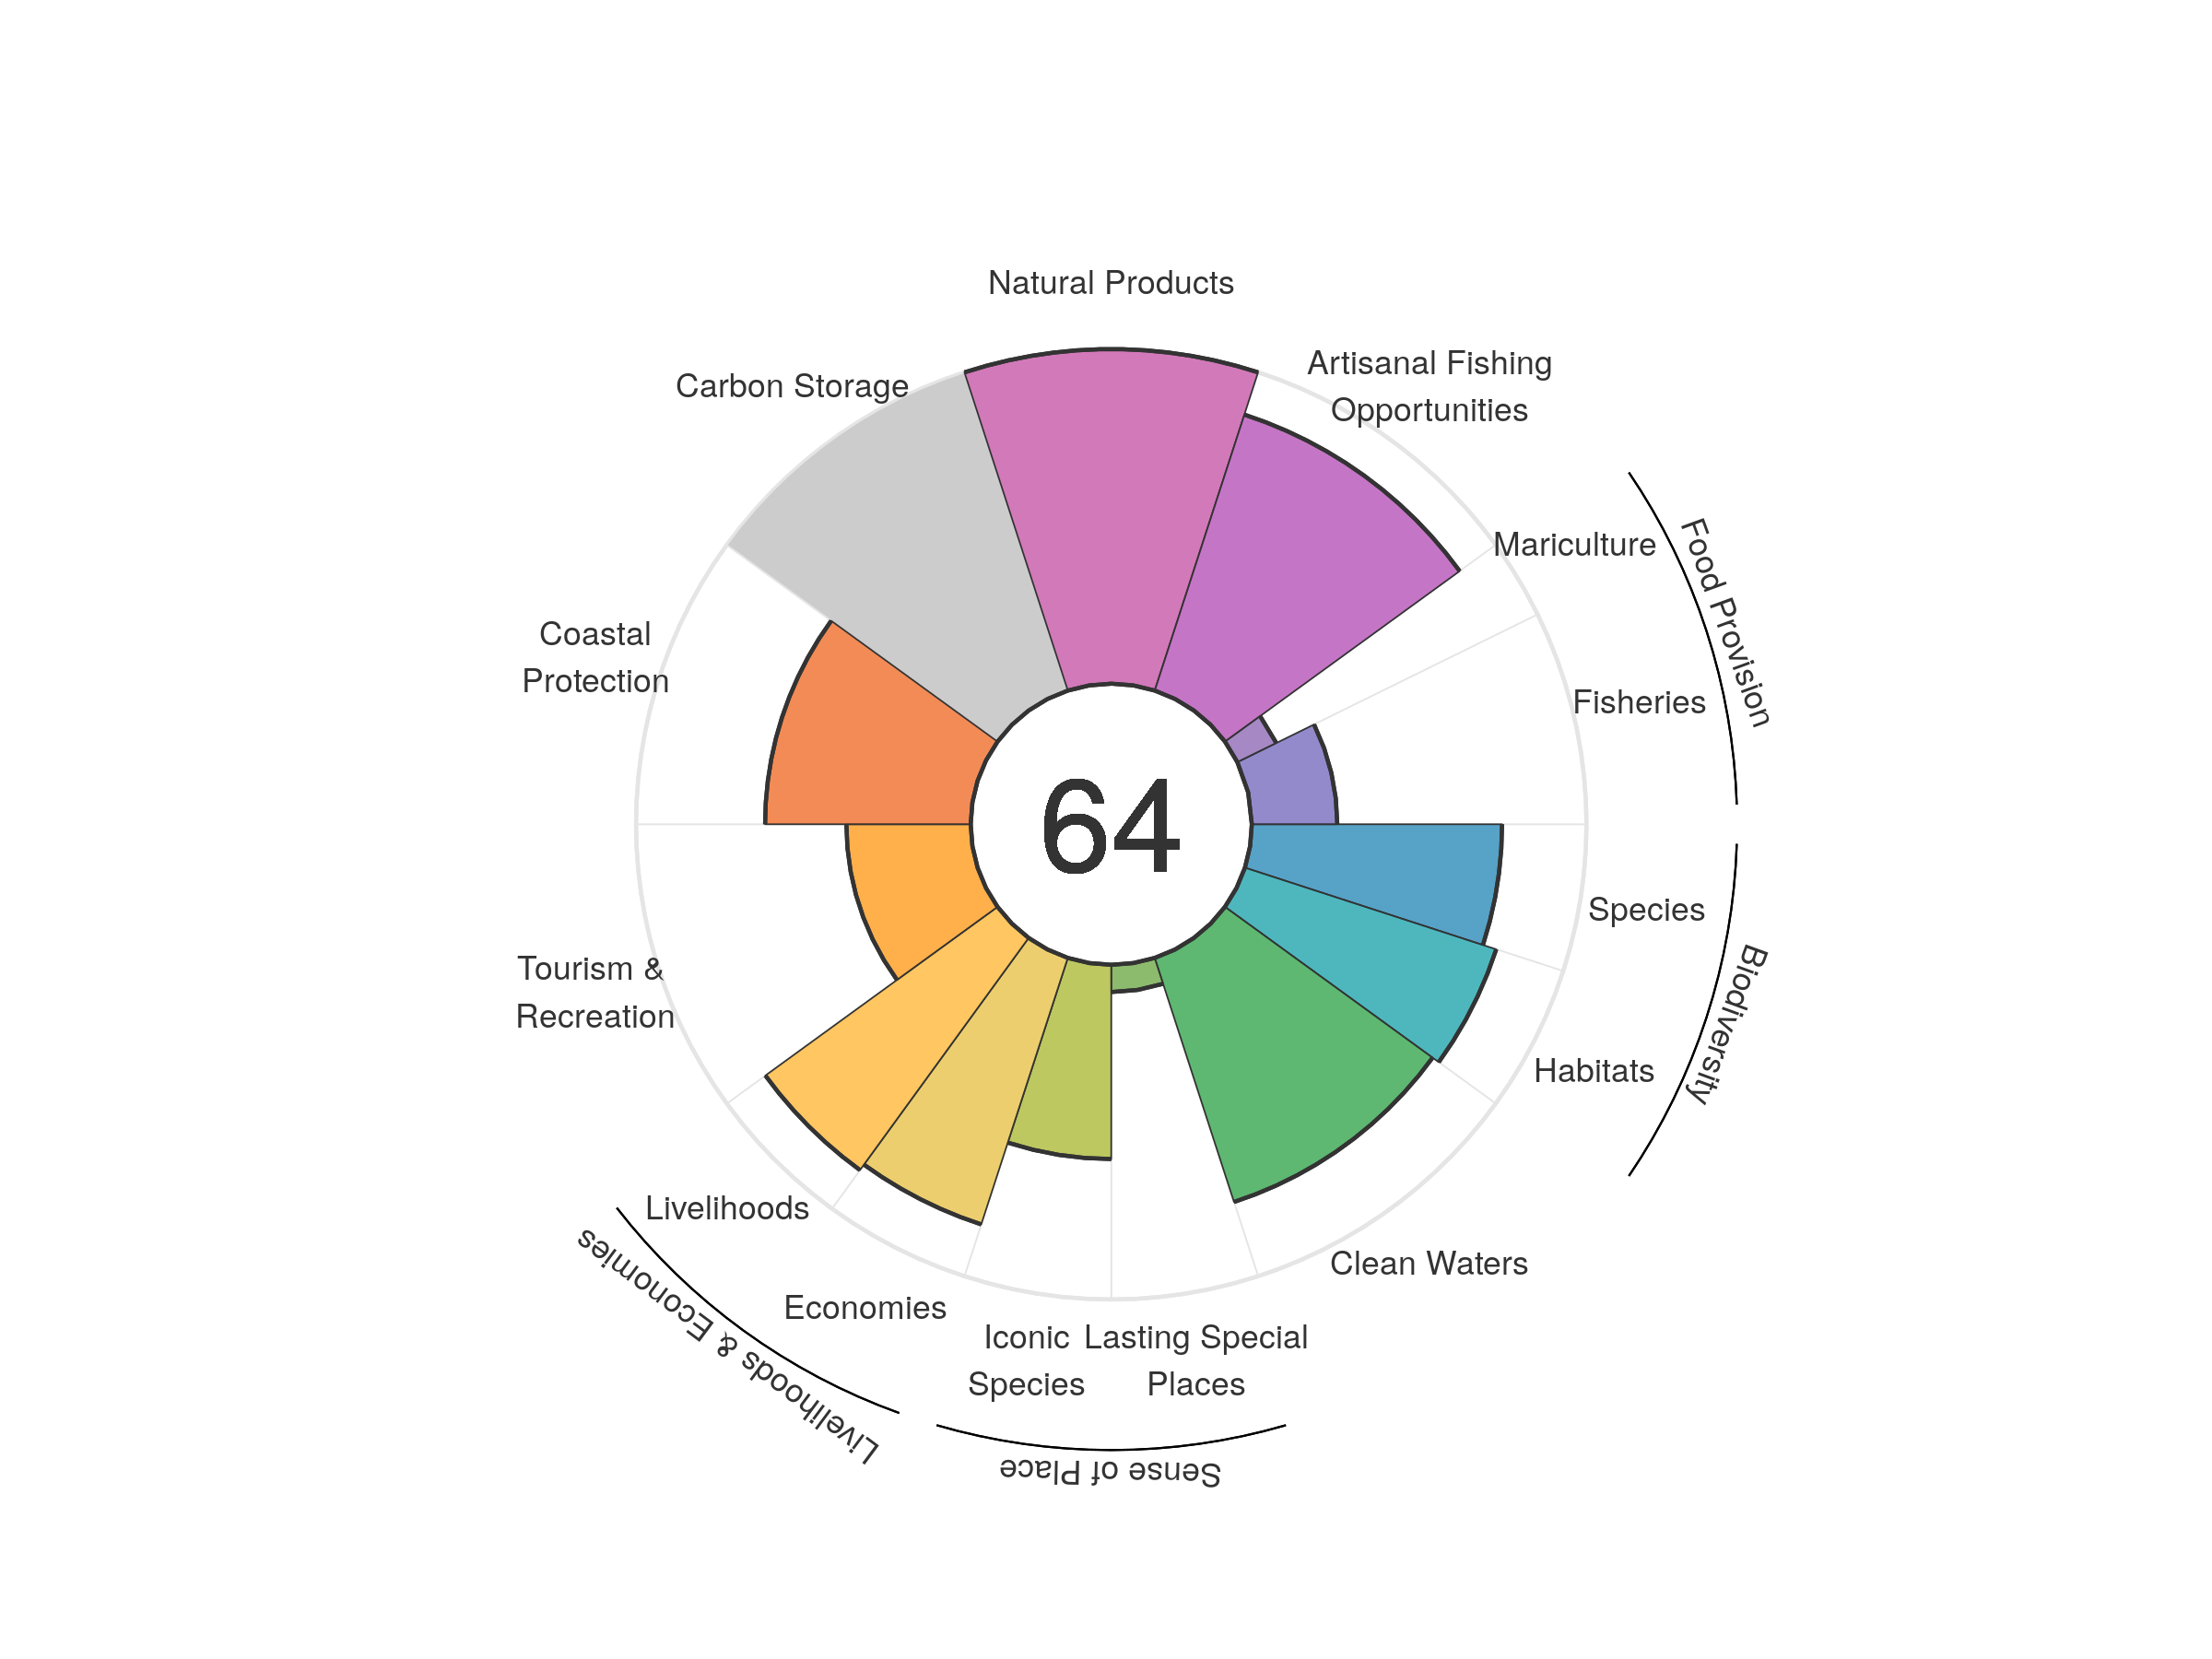 Natural Products
Artisanal Fishing
Opportunities
Carbon Storage
Mariculture
Food Provision
Coastal
Protection
Fisheries
64
Species
Biodiversity
Tourism &
Recreation
Habitats
Livelihoods
Clean Waters
Livelihoods & Economies
Economies
Iconic
Species
Lasting Special
Places
Sense of Place